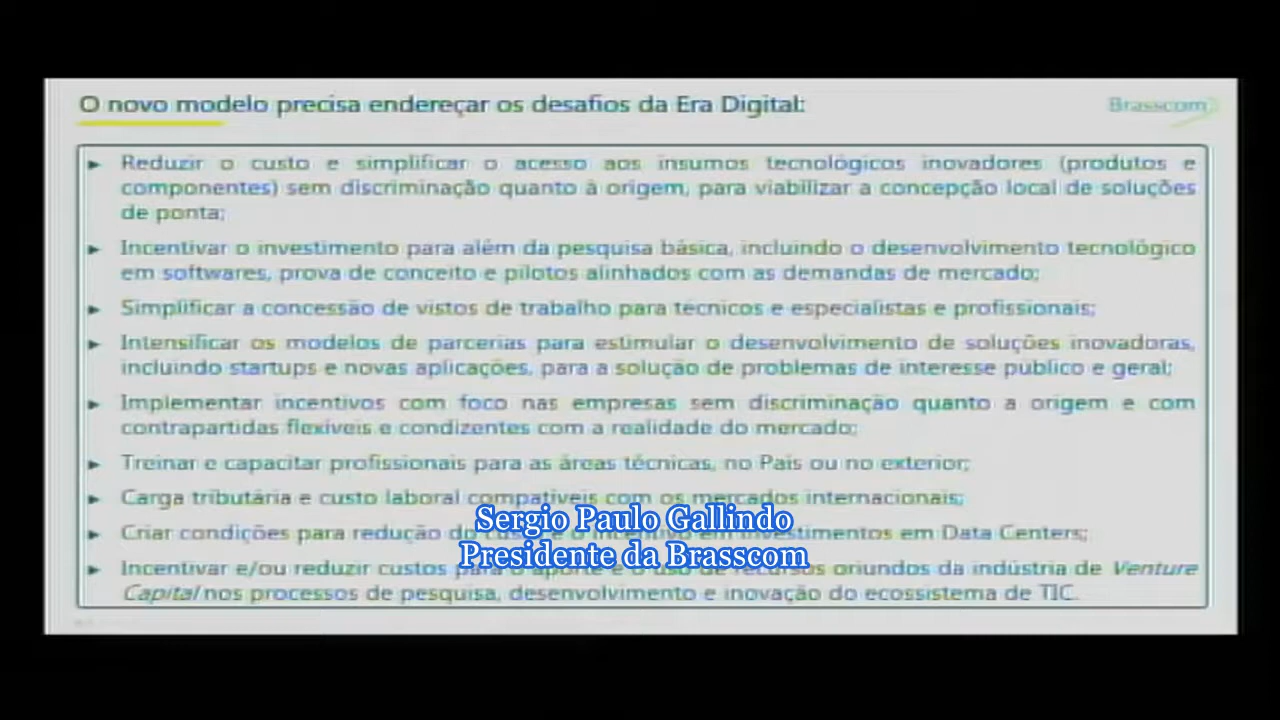 O novo modelo precisa endereçar os desafios da Era Digital:
Brasscom
► Reduzir o custo e simplificar o acesso aos insumos tecnológicos inovadores (produtos e
componentes) sem discriminação quanto à origem, para viabilizar a concepção local de soluções
de ponta;
► Incentivar o investimento para além da pesquisa básica, incluindo o desenvolvimento tecnológico
em softwares, prova de conceito e pilotos alinhados com as demandas de mercado;
► Simplificar a concessão de vistos de trabalho para técnicos e especialistas e profissionais;
► Intensificar os modelos de parcerias para estimular o desenvolvimento de soluções inovadoras,
incluindo startups e novas aplicações, para a solução de problemas de interesse público e geral;
► Implementar incentivos com foco nas empresas sem discriminação quanto a origem e com
contrapartidas flexíveis e condizentes com a realidade do mercado;
► Treinar e capacitar profissionais para as áreas técnicas, no País ou no exterior;
► Carga tributária e custo laboral compatíveis com os mercados internacionais;
► Criar condições para redução do custo e o incentivo em investimentos em Data Centers;
► Incentivar e/ou reduzir custos para o aporte e o uso de recursos oriundos da indústria de Venture
Capital nos processos de pesquisa, desenvolvimento e inovação do ecossistema de TIC.
Sergio Paulo Gallindo
Presidente da Brasscom